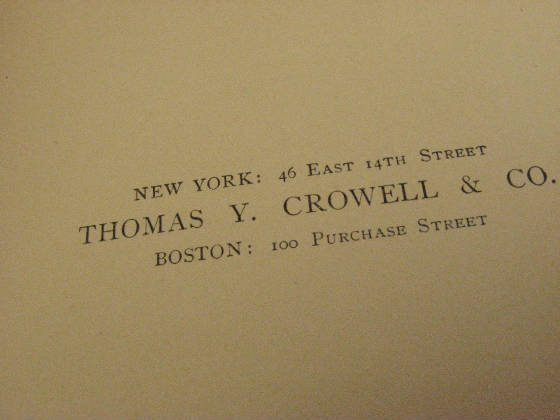 NEW YORK: 46 EAST 14TH STREET
THOMAS Y. CROWELL & CO.
BOSTON: 100 PURCHASE STREET